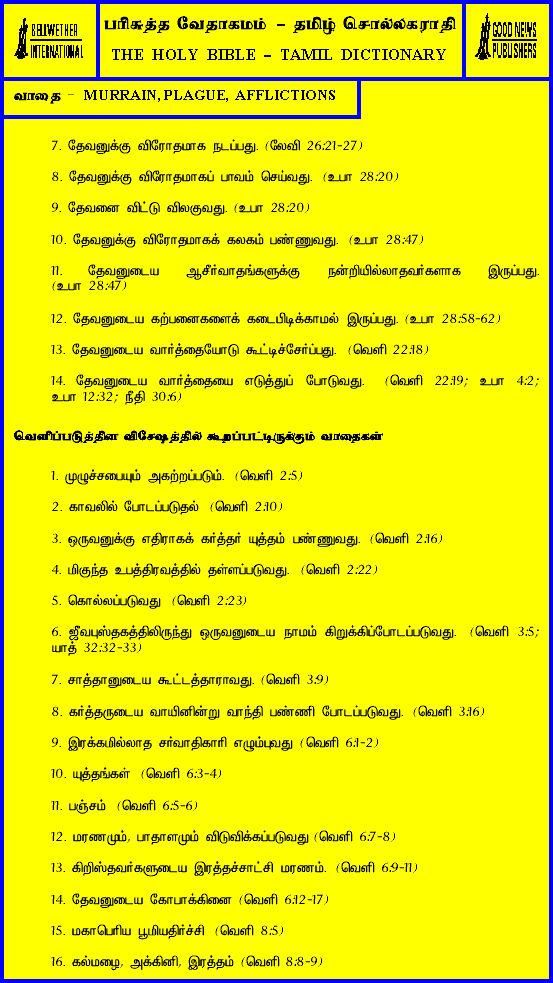 BELLWETHER
INTERNATIONAL
பரிசுத்த வேதாகமம் - தமிழ் சொல்லகராதி
THE HOLY BIBLE - TAMIL DICTIONARY
GOOD NEWS
PUBLISHERS
வாதை - MURRAIN, PLAGUE, AFFLICTIONS
7. தேவனுக்கு விரோதமாக நடப்பது. (லேவி 26:21-27)
8. தேவனுக்கு விரோதமாகப் பாவம் செய்வது. (உபா 28:20)
9. தேவனை விட்டு விலகுவது. (உபா 28:20)
10. தேவனுக்கு விரோதமாகக் கலகம் பண்ணுவது. (உபா 28:47)
11. தேவனுடைய ஆசீர்வாதங்களுக்கு நன்றியில்லாதவர்களாக இருப்பது.
(உபா 28:47)
12. தேவனுடைய கற்பனைகளைக் கடைபிடிக்காமல் இருப்பது. (உபா 28:58-62)
13. தேவனுடைய வார்த்தையோடு கூட்டிச்சேர்ப்பது. (வெளி 22:18)
14. தேவனுடைய வார்த்தையை எடுத்துப் போடுவது. (வெளி 22:19; உபா 4:2;
உபா 12:32; நீதி 30:6)
வெளிப்படுத்தின விசேஷத்தில் கூறப்பட்டிருக்கும் வாதைகள்
1. முழுச்சபையும் அகற்றப்படும். (வெளி 2:5)
2. காவலில் போடப்படுதல் (வெளி 2:10)
3. ஒருவனுக்கு எதிராகக் கர்த்தர் யுத்தம் பண்ணுவது. (வெளி 2:16)
4. மிகுந்த உபத்திரவத்தில் தள்ளப்படுவது. (வெளி 2:22)
5. கொல்லப்படுவது (வெளி 2:23)
6. ஜீவபுஸ்தகத்திலிருந்து ஒருவனுடைய நாமம் கிறுக்கிப்போடப்படுவது. (வெளி 3:5;
யாத் 32:32-33)
7. சாத்தானுடைய கூட்டத்தாராவது. (வெளி 3:9)
8. கர்த்தருடைய வாயினின்று வாந்தி பண்ணி போடப்படுவது. (வெளி 3:16)
9. இரக்கமில்லாத சர்வாதிகாரி எழும்புவது (வெளி 6:1-2)
10. யுத்தங்கள் (வெளி 6:3-4)
11. பஞ்சம் (வெளி 6:5-6)
12. மரணமும், பாதாளமும் விடுவிக்கப்படுவது (வெளி 6:7-8)
13. கிறிஸ்தவர்களுடைய இரத்தச்சாட்சி மரணம். (வெளி 6:9-11)
14. தேவனுடைய கோபாக்கினை (வெளி 6:12-17)
15. மகாபெரிய பூமியதிர்ச்சி (வெளி 8:5)
16. கல்மழை, அக்கினி, இரத்தம் (வெளி 8:8-9)